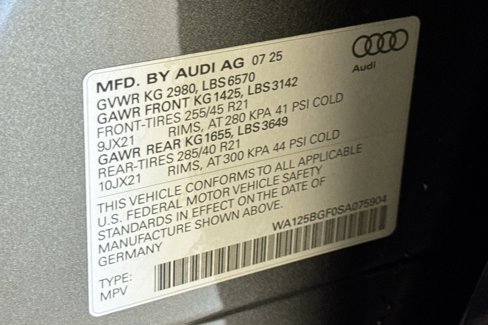 MFD. BY AUDI AG 07 25
GVWR KG 2980, LBS 6570
GAWR FRONT KG 1425, LBS 3142
FRONT-TIRES 255/45 R21
9JX21 RIMS, AT 280 KPA 41 PSI COLD
GAWR REAR KG 1655, LBS 3649
REAR-TIRES 285/40 R21
10JX21 RIMS, AT 300 KPA 44 PSI COLD
THIS VEHICLE CONFORMS TO ALL APPLICABLE
U.S. FEDERAL MOTOR VEHICLE SAFETY
STANDARDS IN EFFECT ON THE DATE OF
MANUFACTURE SHOWN ABOVE.
GERMANY
WA125BGF0SA075904
TYPE:
MPV
Audi